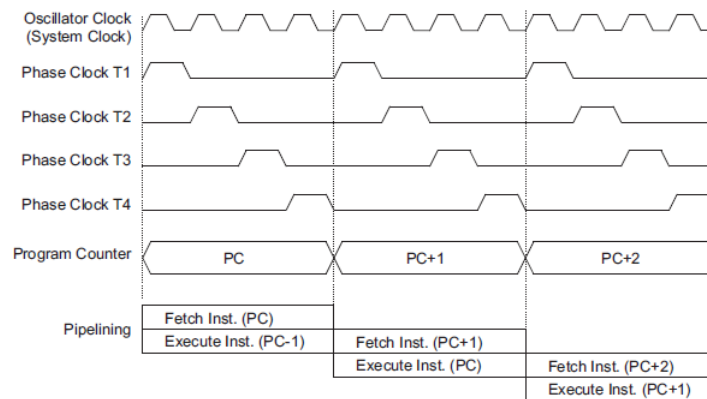 Oscillator Clock
(System Clock)
Phase Clock T1
Phase Clock T2
Phase Clock T3
Phase Clock T4
Program Counter
PC
PC+1
PC+2
Pipelining
Fetch Inst. (PC)
Execute Inst. (PC-1)
Fetch Inst. (PC+1)
Execute Inst. (PC)
Fetch Inst. (PC+2)
Execute Inst. (PC+1)